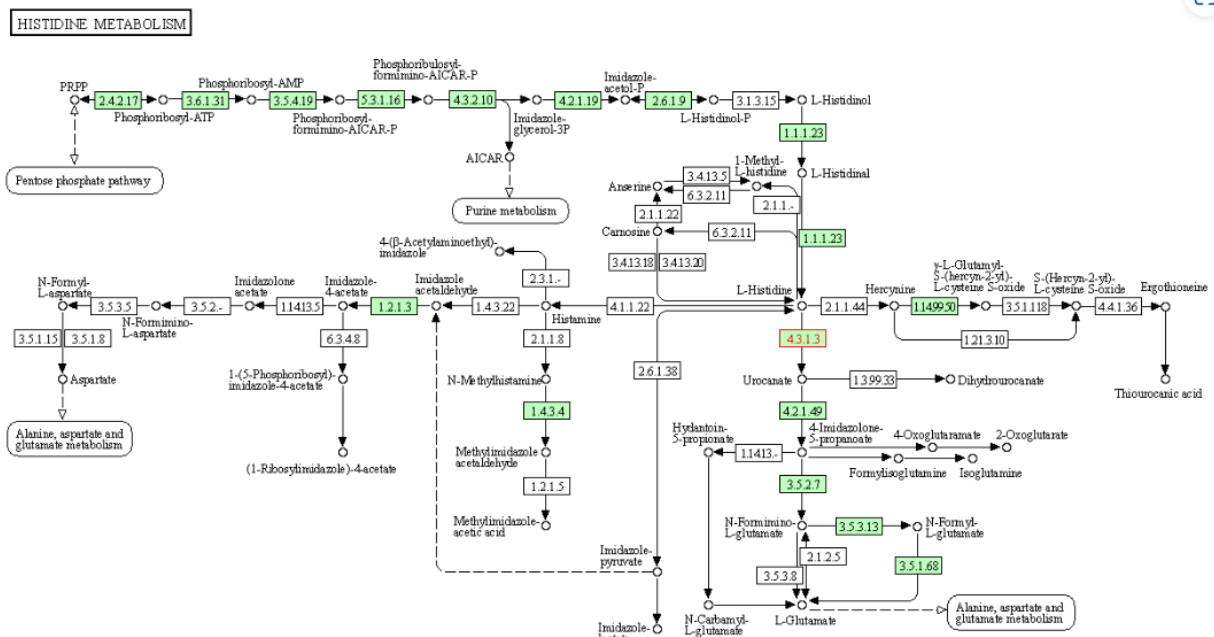 HISTIDINE METABOLISM
PRPP
2.4.2.17
Phosphoribosyl-ATP
3.6.1.31
Phosphoribosyl-AMP
3.5.4.19
Phosphoribosyl-
formimino-AICAR-P
5.3.1.16
Phosphoribulosyl-
formimino-AICAR-P
4.3.2.10
Imidazole-
glycerol-3P
4.2.1.19
Imidazole-
acetol-P
2.6.1.9
L-Histidinol-P
3.1.3.15
L-Histidinol
Pentose phosphate pathway
AICAR
Purine metabolism
1.1.1.23
L-Histidinal
1-Methyl-
L-histidine
3.4.13.5
Anserine
6.3.2.11
2.1.1.22
2.1.1.-
Carnosine
6.3.2.11
1.1.1.23
3.4.13.18
3.4.13.20
4-(β-Acetylaminoethyl)-
imidazole
2.3.1.-
N-Formyl-
L-aspartate
3.5.3.5
N-Formimino-
L-aspartate
3.5.2.-
Imidazolone
acetate
1.14.13.5
Imidazole-
4-acetate
1.2.1.3
Imidazole
acetaldehyde
1.4.3.22
Histamine
4.1.1.22
L-Histidine
2.1.1.44
Hercynine
1.14.99.50
γ-L-Glutamyl-
S-(hercyn-2-yl)-
L-cysteine S-oxide
3.5.1.118
S-(Hercyn-2-yl)-
L-cysteine S-oxide
4.4.1.36
Ergothioneine
3.5.1.15
3.5.1.8
6.3.4.8
2.1.1.8
4.3.1.3
1.21.3.10
Aspartate
1-(5-Phosphoribosyl)-
imidazole-4-acetate
N-Methylhistamine
2.6.1.38
Urocanate
1.3.99.33
Dihydrourocanate
Thiourocanic acid
Alanine, aspartate and
glutamate metabolism
1.4.3.4
4.2.1.49
(1-Ribosylimidazole)-4-acetate
Methylimidazole
acetaldehyde
Hydantoin-
5-propionate
1.14.13.-
4-Imidazolone-
5-propanoate
4-Oxoglutaramate
2-Oxoglutarate
Formylisoglutamine
Isoglutamine
1.2.1.5
3.5.2.7
Methylimidazole-
acetic acid
N-Formimino-
L-glutamate
3.5.3.13
N-Formyl-
L-glutamate
Imidazole-
pyruvate
2.1.2.5
3.5.3.8
3.5.1.68
N-Carbamyl-
L-glutamate
L-Glutamate
Alanine, aspartate and
glutamate metabolism
Imidazole-